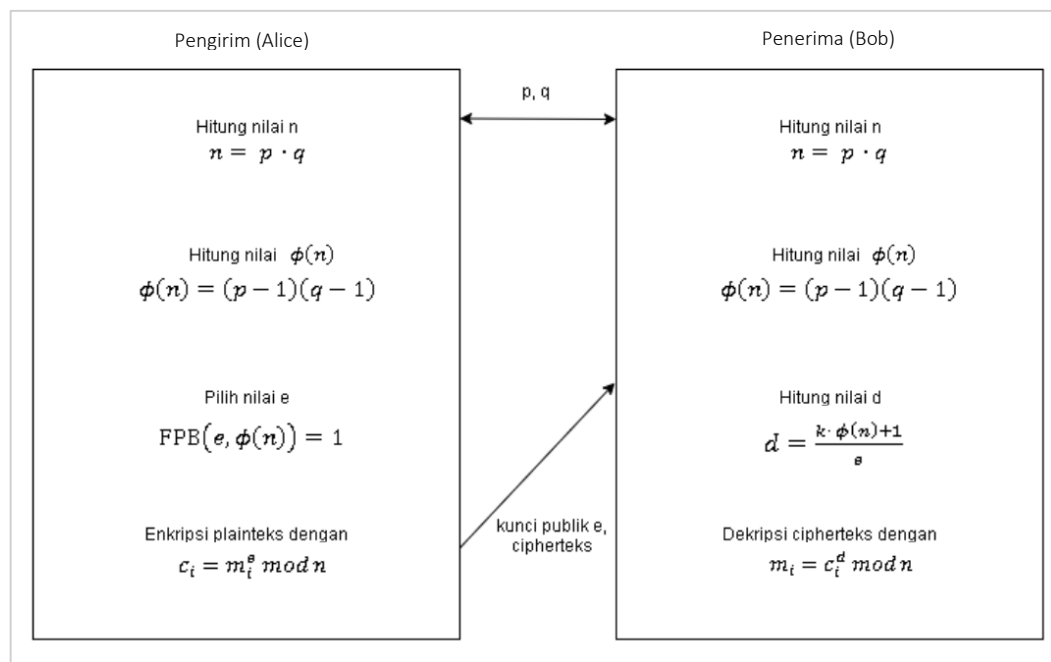 Pengirim (Alice)
Penerima (Bob)
p, q
Hitung nilai n
n = p · q
Hitung nilai ϕ(n)
ϕ(n) = (p − 1)(q − 1)
Pilih nilai e
FPB(e, ϕ(n)) = 1
Enkripsi plainteks dengan
c_i = m_i^e mod n
kunci publik e,
cipherteks
Hitung nilai n
n = p · q
Hitung nilai ϕ(n)
ϕ(n) = (p − 1)(q − 1)
Hitung nilai d
d = \frac{k· ϕ(n)+1}{e}
Dekripsi cipherteks dengan
m_i = c_i^d mod n